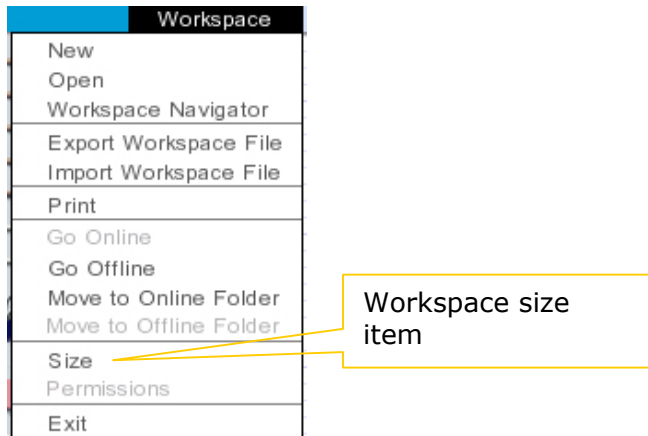 Workspace
New
Open
Workspace Navigator
Export Workspace File
Import Workspace File
Print
Go Online
Go Offline
Move to Online Folder
Move to Offline Folder
Size
Permissions
Exit
Workspace size
item